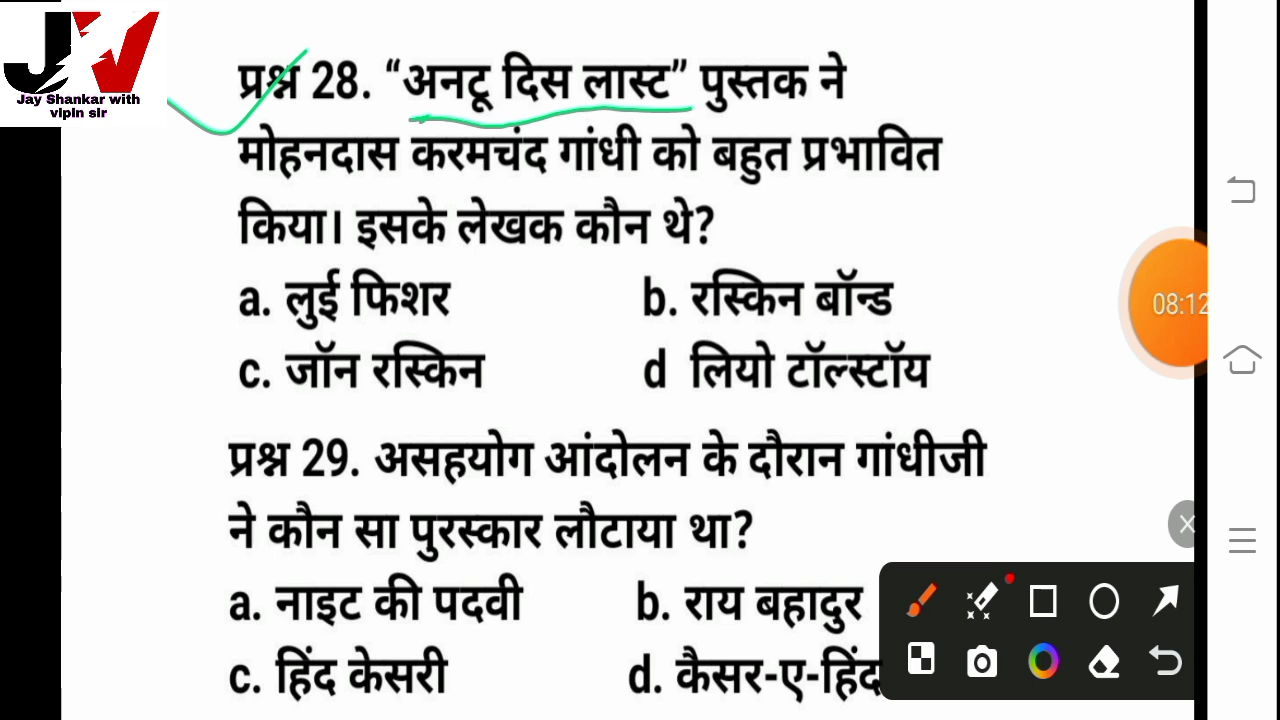 Jay Shankar with
vipin sir
प्रश्न 28. “अनटू दिस लास्ट” पुस्तक ने
मोहनदास करमचंद गांधी को बहुत प्रभावित
किया। इसके लेखक कौन थे?
a. लुई फिशर b. रस्किन बॉन्ड
c. जॉन रस्किन d लियो टॉल्स्टॉय
08:12
प्रश्न 29. असहयोग आंदोलन के दौरान गांधीजी
ने कौन सा पुरस्कार लौटाया था?
a. नाइट की पदवी b. राय बहादुर
c. हिंद केसरी d. कैसर-ए-हिंद